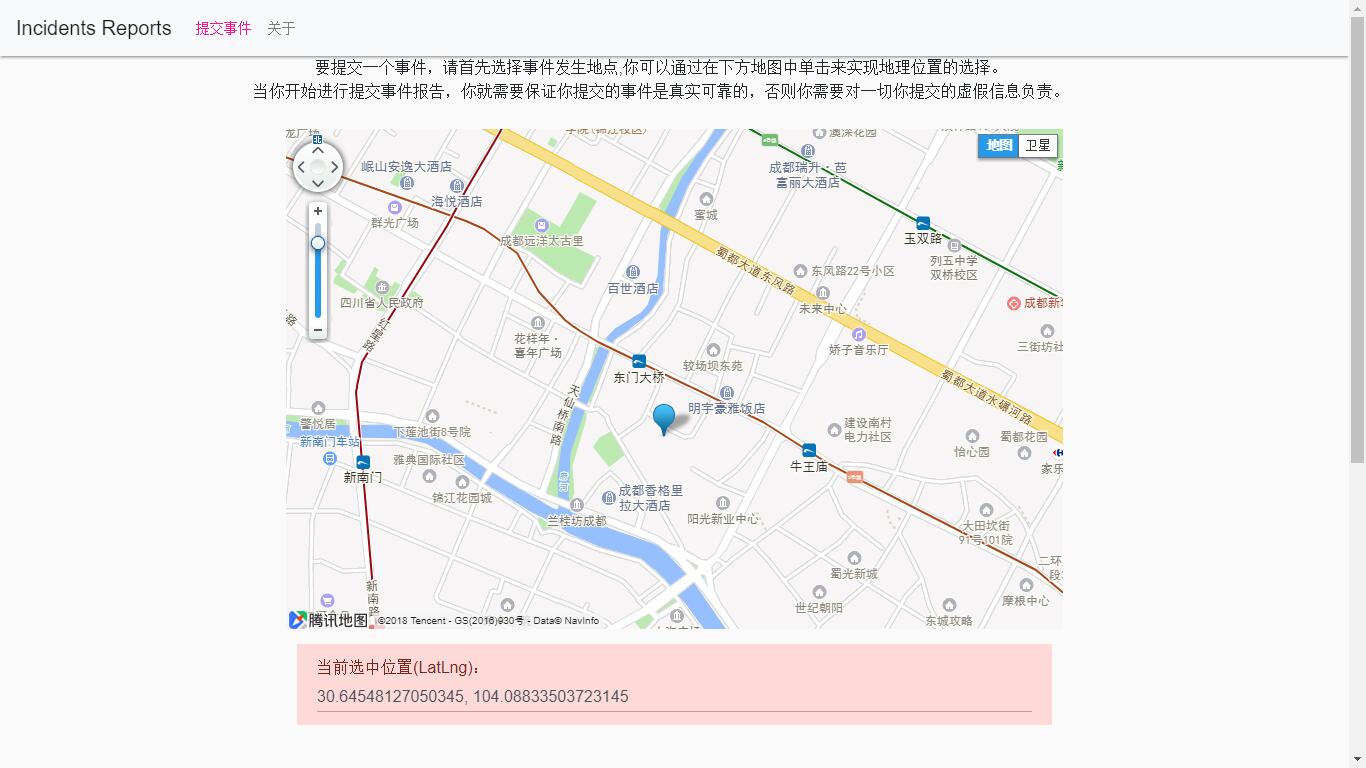 Incidents Reports
提交事件
关于
要提交一个事件，请首先选择事件发生地点,你可以通过在下方地图中单击来实现地理位置的选择。
当你开始进行提交事件报告，你就需要保证你提交的事件是真实可靠的，否则你需要对一切你提交的虚假信息负责。
北
澳深花园
地图
卫星
岷山安逸大酒店
成都瑞升·芭
富丽大酒店
海悦酒店
群光广场
蜜城
成都远洋太古里
玉双路
列五中学
双桥校区
蜀都大道东风路
东风路22号小区
百世酒店
四川省人民政府
未来中心
红星路
花样年·
喜年广场
娇子音乐厅
三街坊社
较场坝东苑
东门大桥
蜀都大道水碾河路
天仙桥南路
明宇豪雅饭店
警悦居
下莲池街8号院
建设南村
电力社区
新南门车站
蜀都花园
怡心园
雅典国际社区
牛王庙
家乐
新南门
锦江花园城
成都香格里
拉大酒店
兰桂坊成都
阳光新业中心
大田坎街
91号101院
二环
蜀光新城
新南路
世纪朝阳
摩根中心
东城攻略
腾讯地图
©2018 Tencent - GS(2016)930号 - Data© NavInfo
当前选中位置(LatLng)：
30.64548127050345, 104.08833503723145